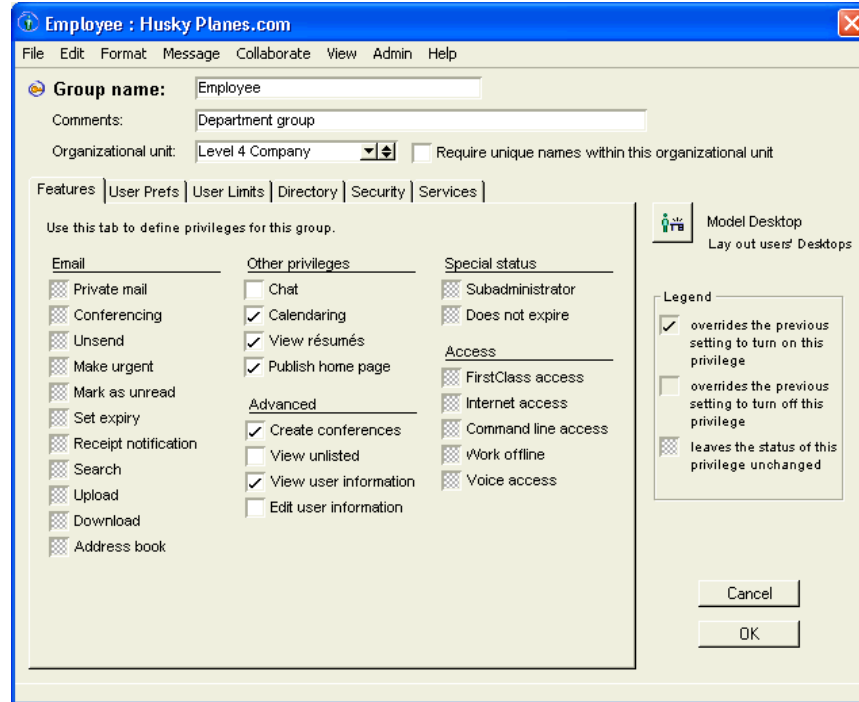 Employee : Husky Planes.com
File Edit Format Message Collaborate View Admin Help
Group name: Employee
Comments: Department group
Organizational unit: Level 4 Company Require unique names within this organizational unit
Features User Prefs User Limits Directory Security Services
Use this tab to define privileges for this group.
Email
Private mail
Conferencing
Unsend
Make urgent
Mark as unread
Set expiry
Receipt notification
Search
Upload
Download
Address book
Other privileges
Chat
Calendaring
View résumés
Publish home page
Advanced
Create conferences
View unlisted
View user information
Edit user information
Special status
Subadministrator
Does not expire
Access
FirstClass access
Internet access
Command line access
Work offline
Voice access
Model Desktop
Lay out users' Desktops
Legend
overrides the previous
setting to turn on this
privilege
overrides the previous
setting to turn off this
privilege
leaves the status of this
privilege unchanged
Cancel
OK